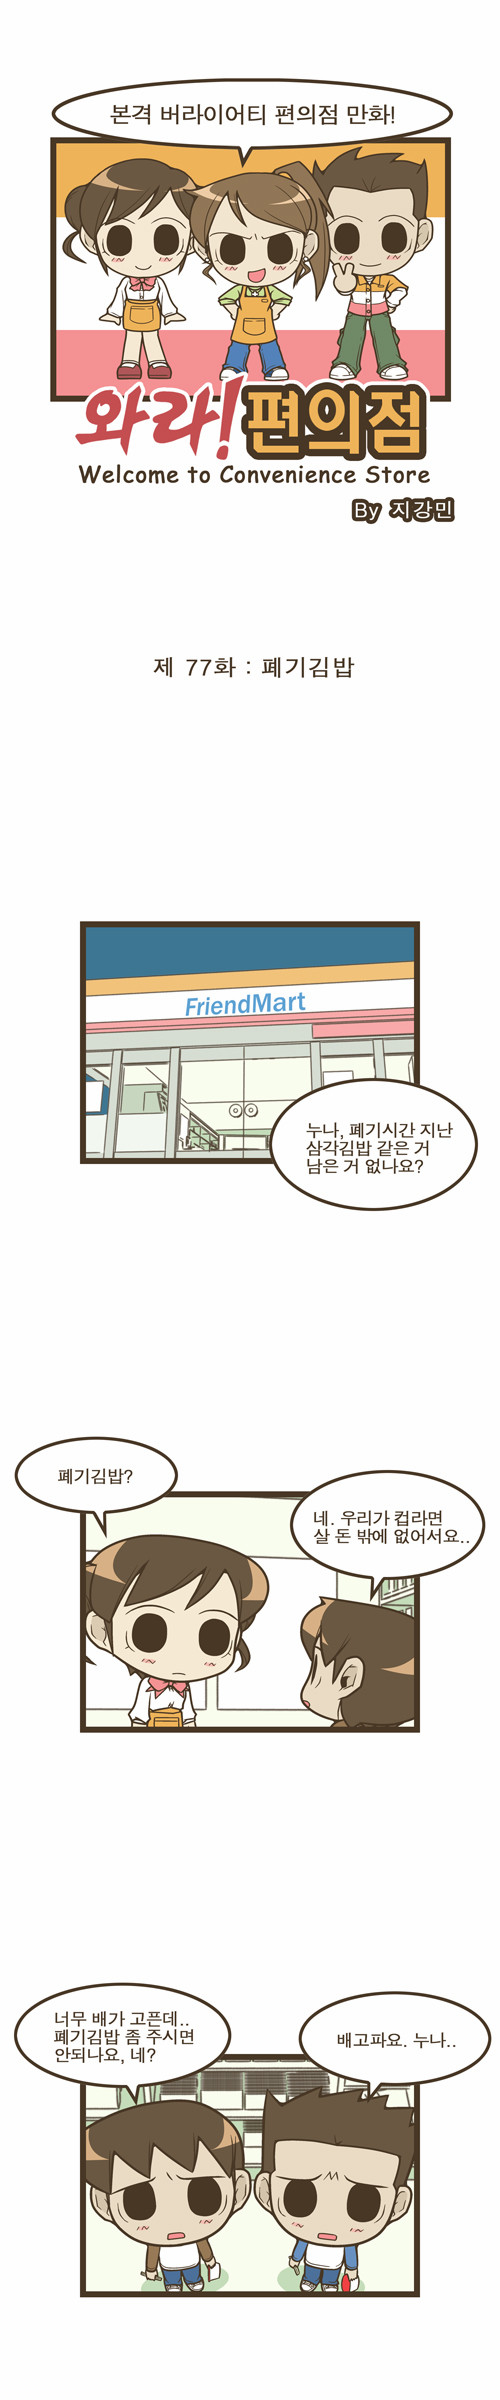 본격 버라이어티 편의점 만화!
와라! 편의점
Welcome to Convenience Store
By 지강민
제 77화 : 폐기김밥
FriendMart
누나, 폐기시간 지난
삼각김밥 같은 거
남은 거 없나요?
폐기김밥?
네. 우리가 컵라면
살 돈 밖에 없어서요..
너무 배가 고픈데..
폐기김밥 좀 주시면
안되나요, 네?
배고파요. 누나..